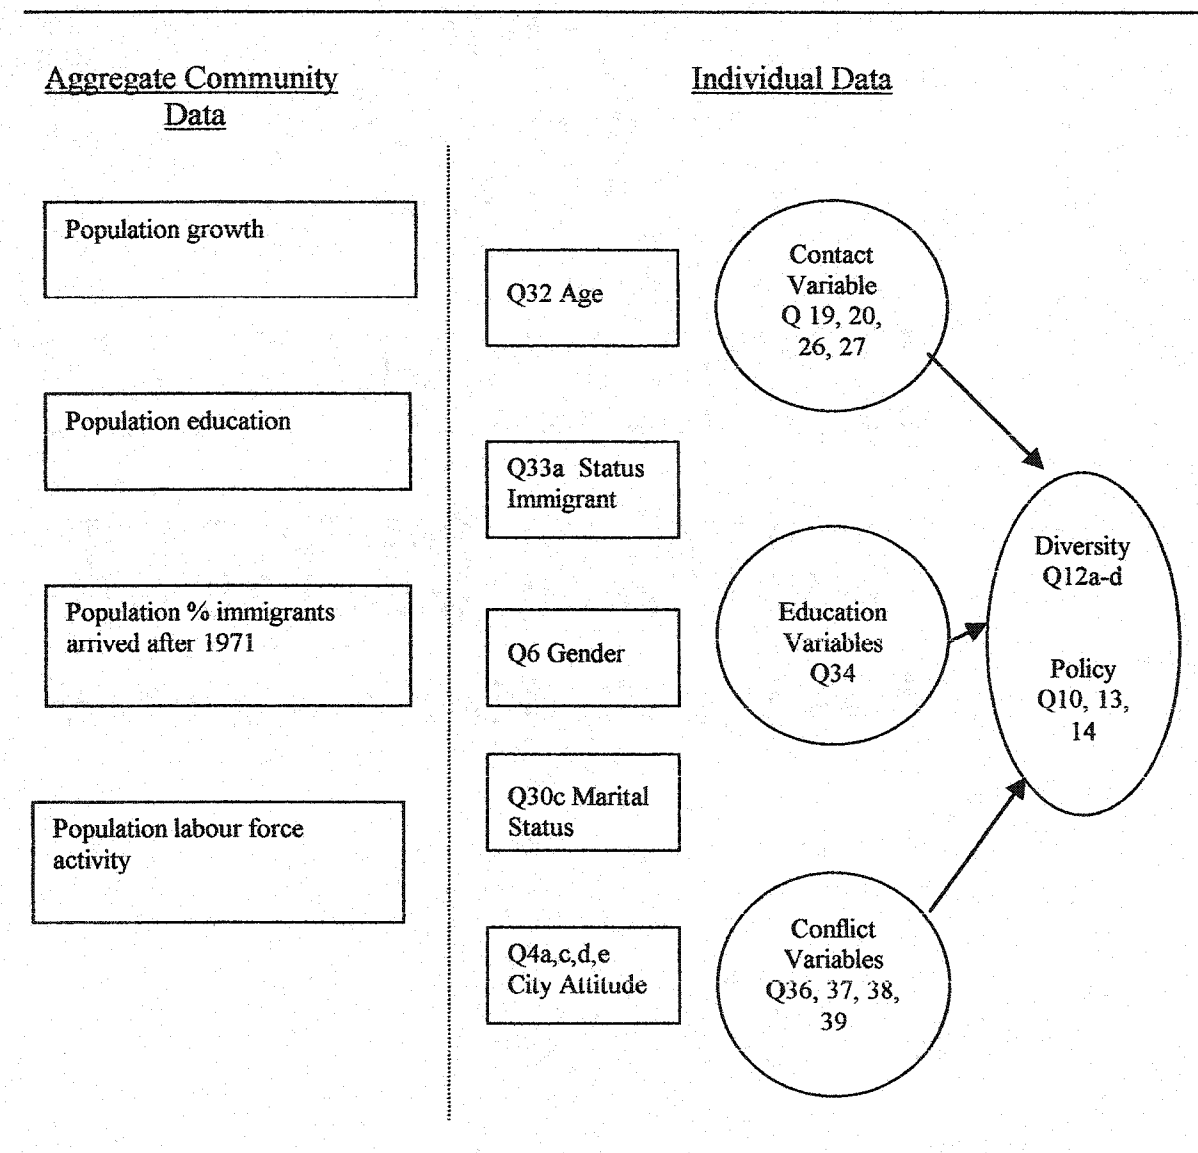 Aggregate Community
Data
Population growth
Population education
Population % immigrants
arrived after 1971
Population labour force
activity
Individual Data
Q32 Age
Q33a Status
Immigrant
Q6 Gender
Q30c Marital
Status
Q4a,c,d,e
City Attitude
Contact
Variable
Q 19, 20,
26, 27
Education
Variables
Q34
Conflict
Variables
Q36, 37, 38,
39
Diversity
Q12a-d
Policy
Q10, 13,
14